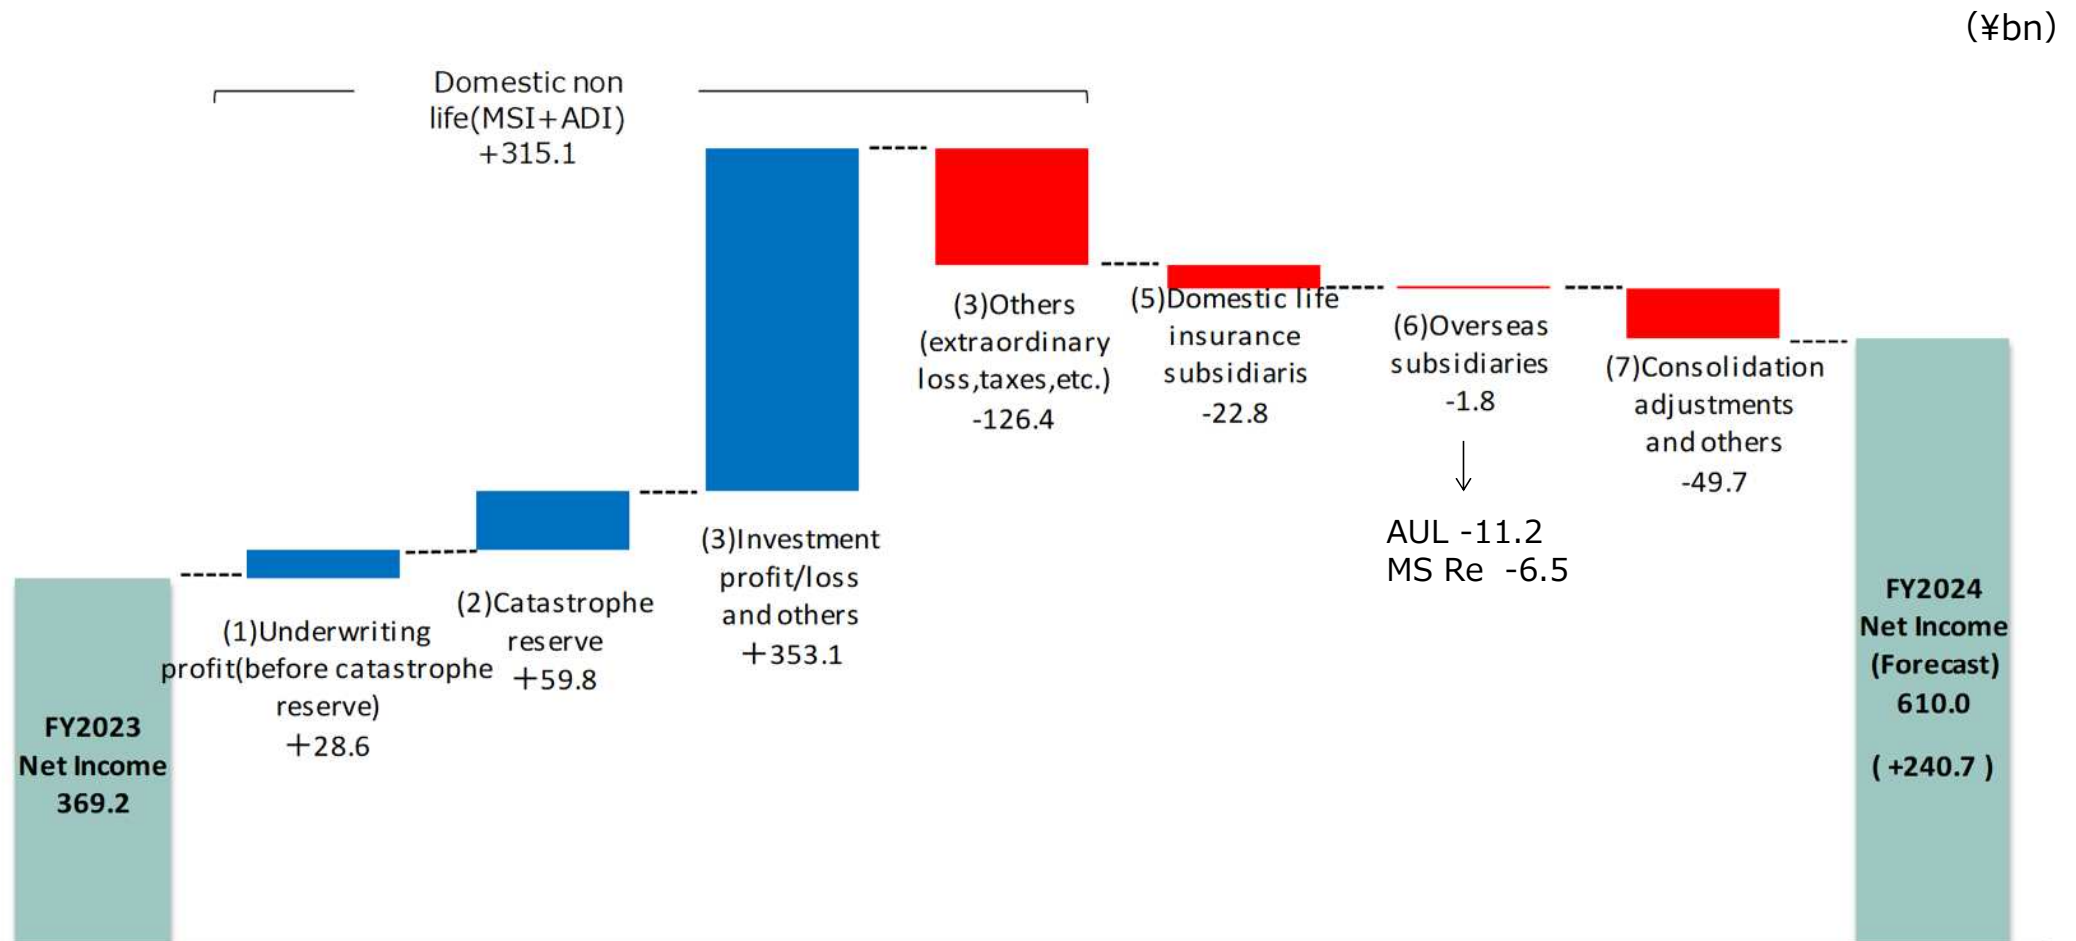 （¥bn）
Domestic non
life(MSI+ADI)
+315.1
FY2023
Net Income
369.2
(1)Underwriting
profit(before catastrophe
reserve)
+28.6
(2)Catastrophe
reserve
+59.8
(3)Investment
profit/loss
and others
+353.1
(3)Others
(extraordinary
loss,taxes,etc.)
-126.4
(5)Domestic life
insurance
subsidiaris
-22.8
(6)Overseas
subsidiaries
-1.8
AUL -11.2
MS Re -6.5
(7)Consolidation
adjustments
and others
-49.7
FY2024
Net Income
(Forecast)
610.0
( +240.7 )